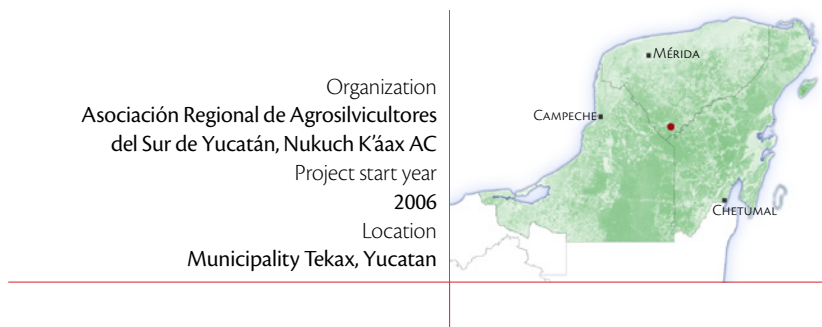 Organization
Asociación Regional de Agrosilvicultores
del Sur de Yucatán, Nukuch K'áax AC
Project start year
2006
Location
Municipality Tekax, Yucatan
Mérida
Campeche
Chetumal